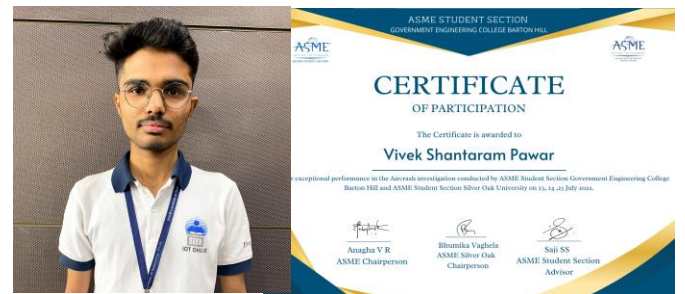 IOT DHULE
ASME STUDENT SECTION
GOVERNMENT ENGINEERING COLLEGE BARTON HILL
ASME
ASME
CERTIFICATE
OF PARTICIPATION
The Certificate is awarded to
Vivek Shantaram Pawar
exceptional performance in the Aircrash investigation conducted by ASME Student Section Government Engineering College
Barton Hill and ASME Student Section Silver Oak University on 23, 24 ,25 July 2022.
Anagha V R
ASME Chairperson
Bhumika Vaghela
ASME Silver Oak
Chairperson
Saji SS
ASME Student Section
Advisor